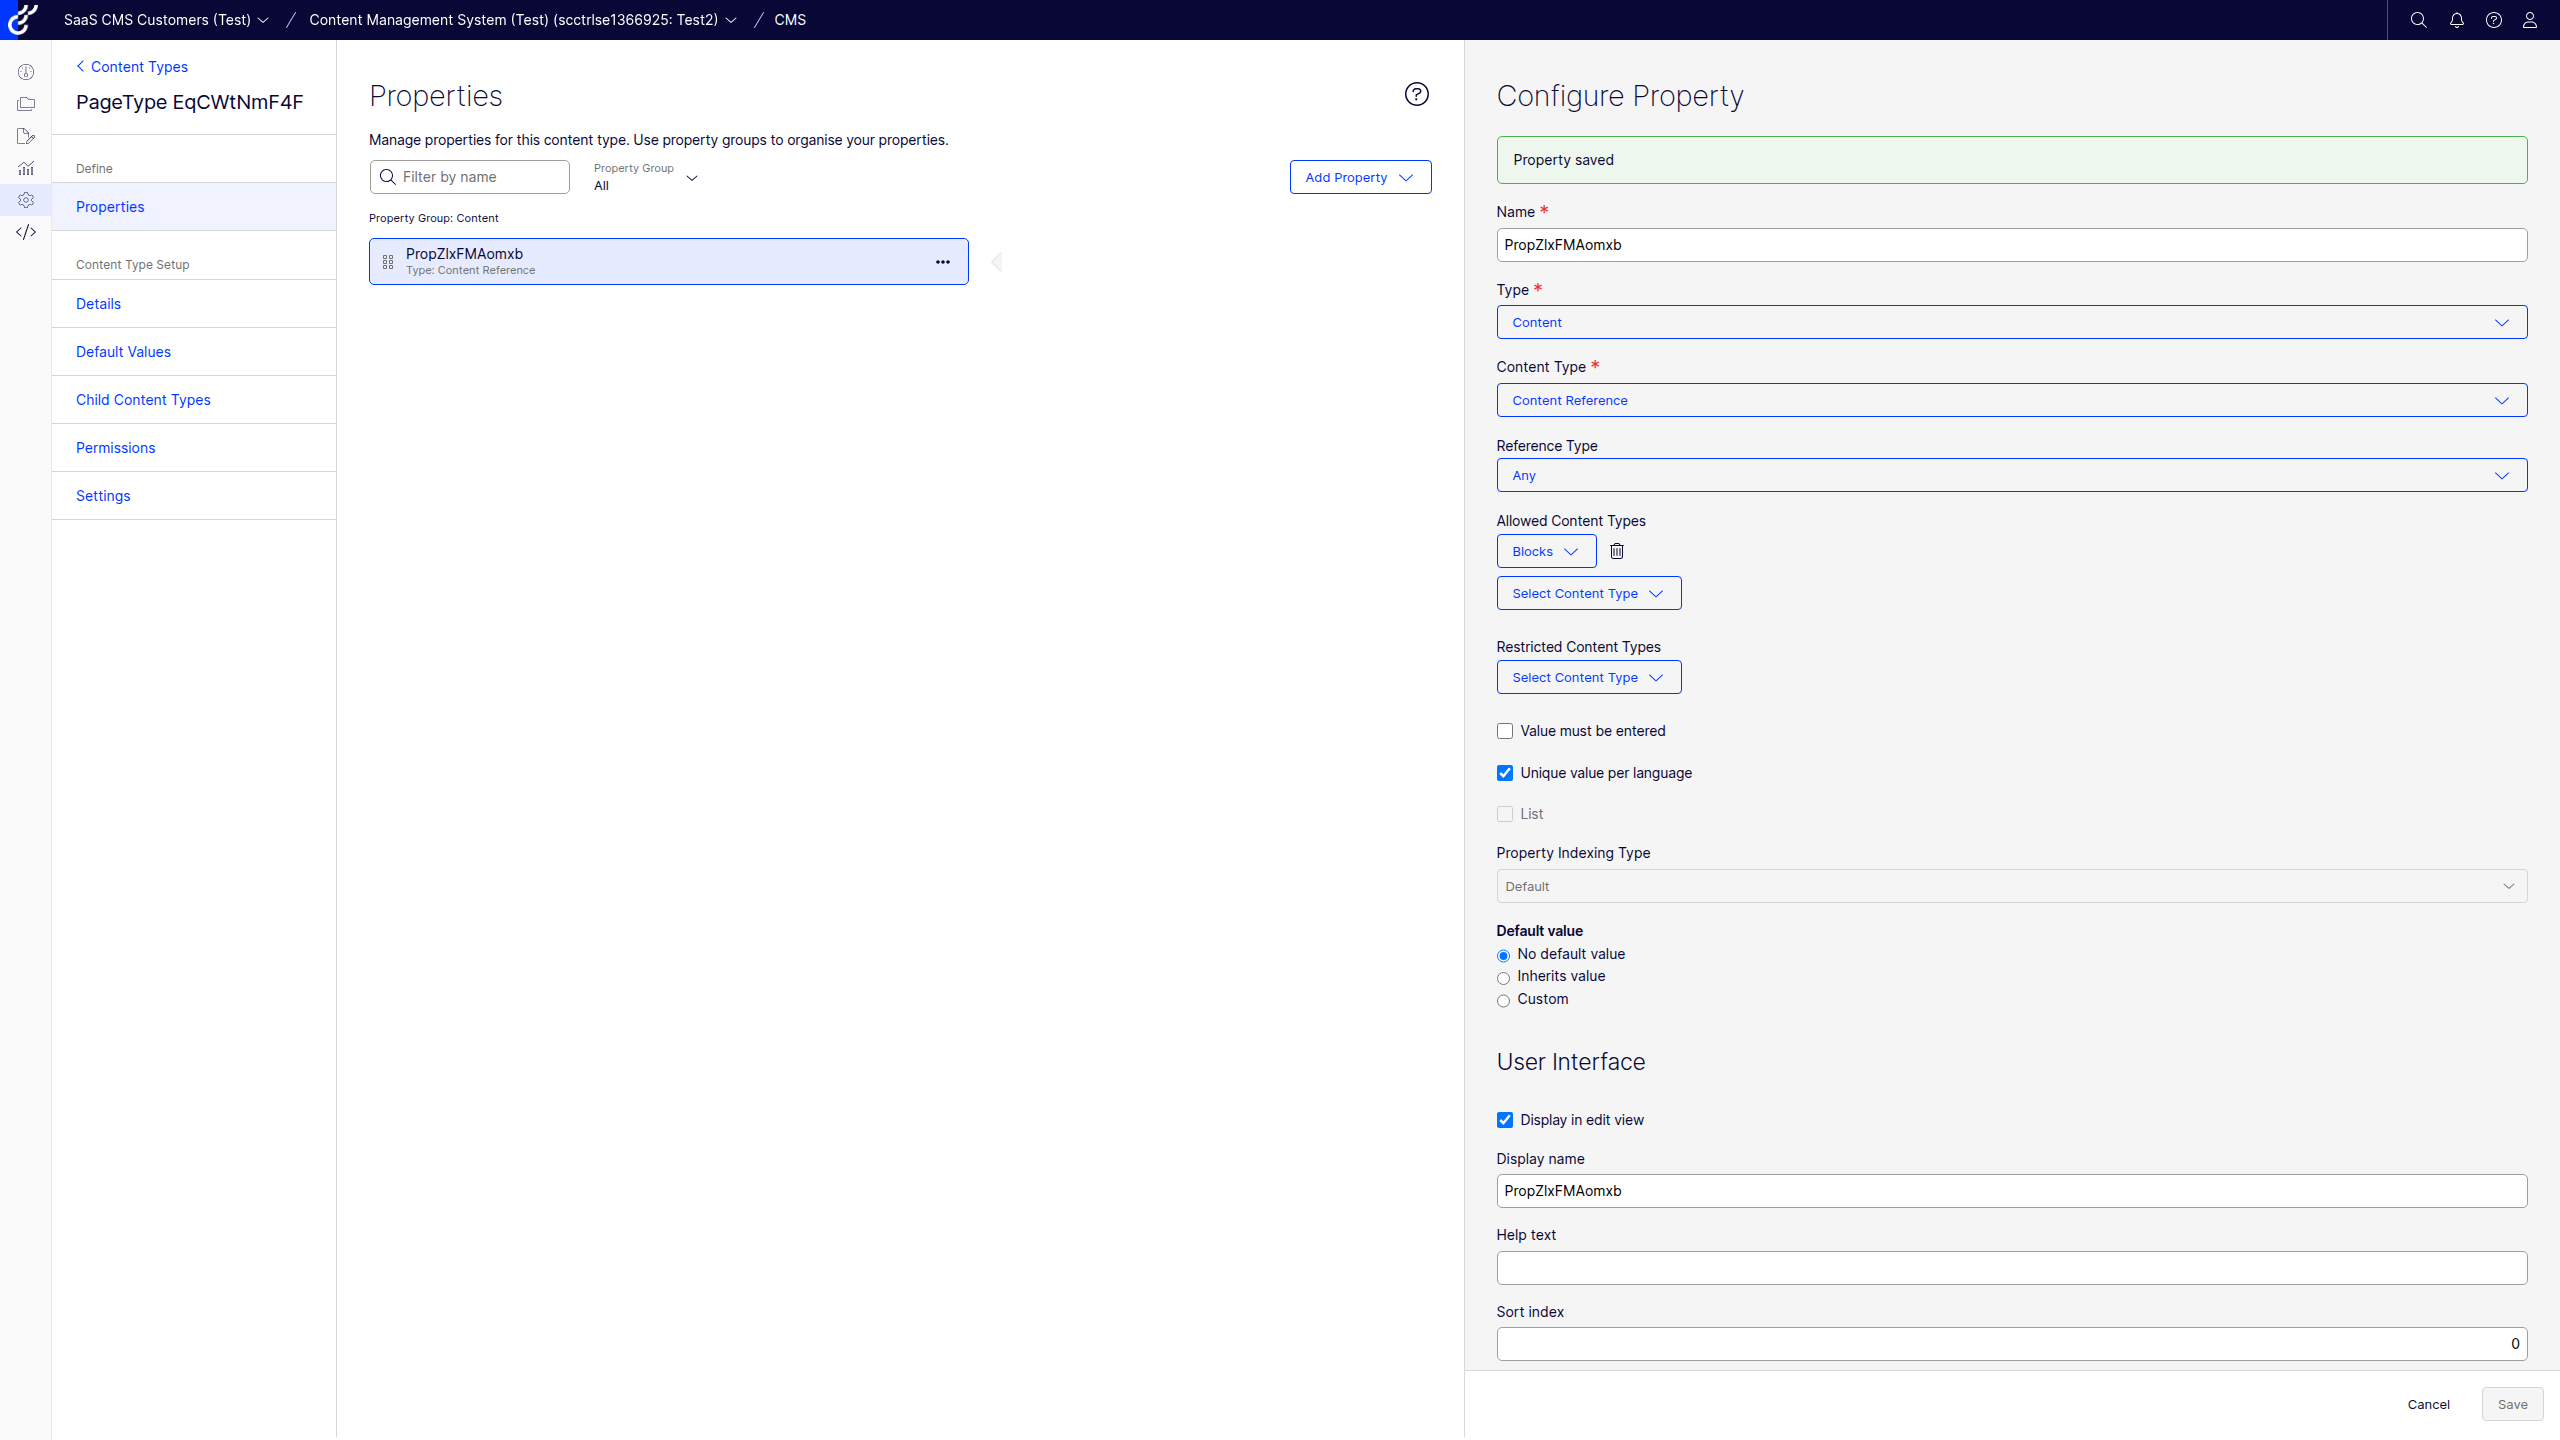 SaaS CMS Customers (Test) / Content Management System (Test) (scctrlse1366925: Test2) / CMS
Content Types
PageType EqCWtNmF4F
Define
Properties
Content Type Setup
Details
Default Values
Child Content Types
Permissions
Settings
Properties
Manage properties for this content type. Use property groups to organise your properties.
Filter by name
Property Group
All
Add Property
Property Group: Content
PropZIxFMAomxb
Type: Content Reference
Configure Property
Property saved
Name *
PropZIxFMAomxb
Type *
Content
Content Type *
Content Reference
Reference Type
Any
Allowed Content Types
Blocks
Select Content Type
Restricted Content Types
Select Content Type
Value must be entered
Unique value per language
List
Property Indexing Type
Default
Default value
No default value
Inherits value
Custom
User Interface
Display in edit view
Display name
PropZIxFMAomxb
Help text
Sort index
0
Cancel
Save